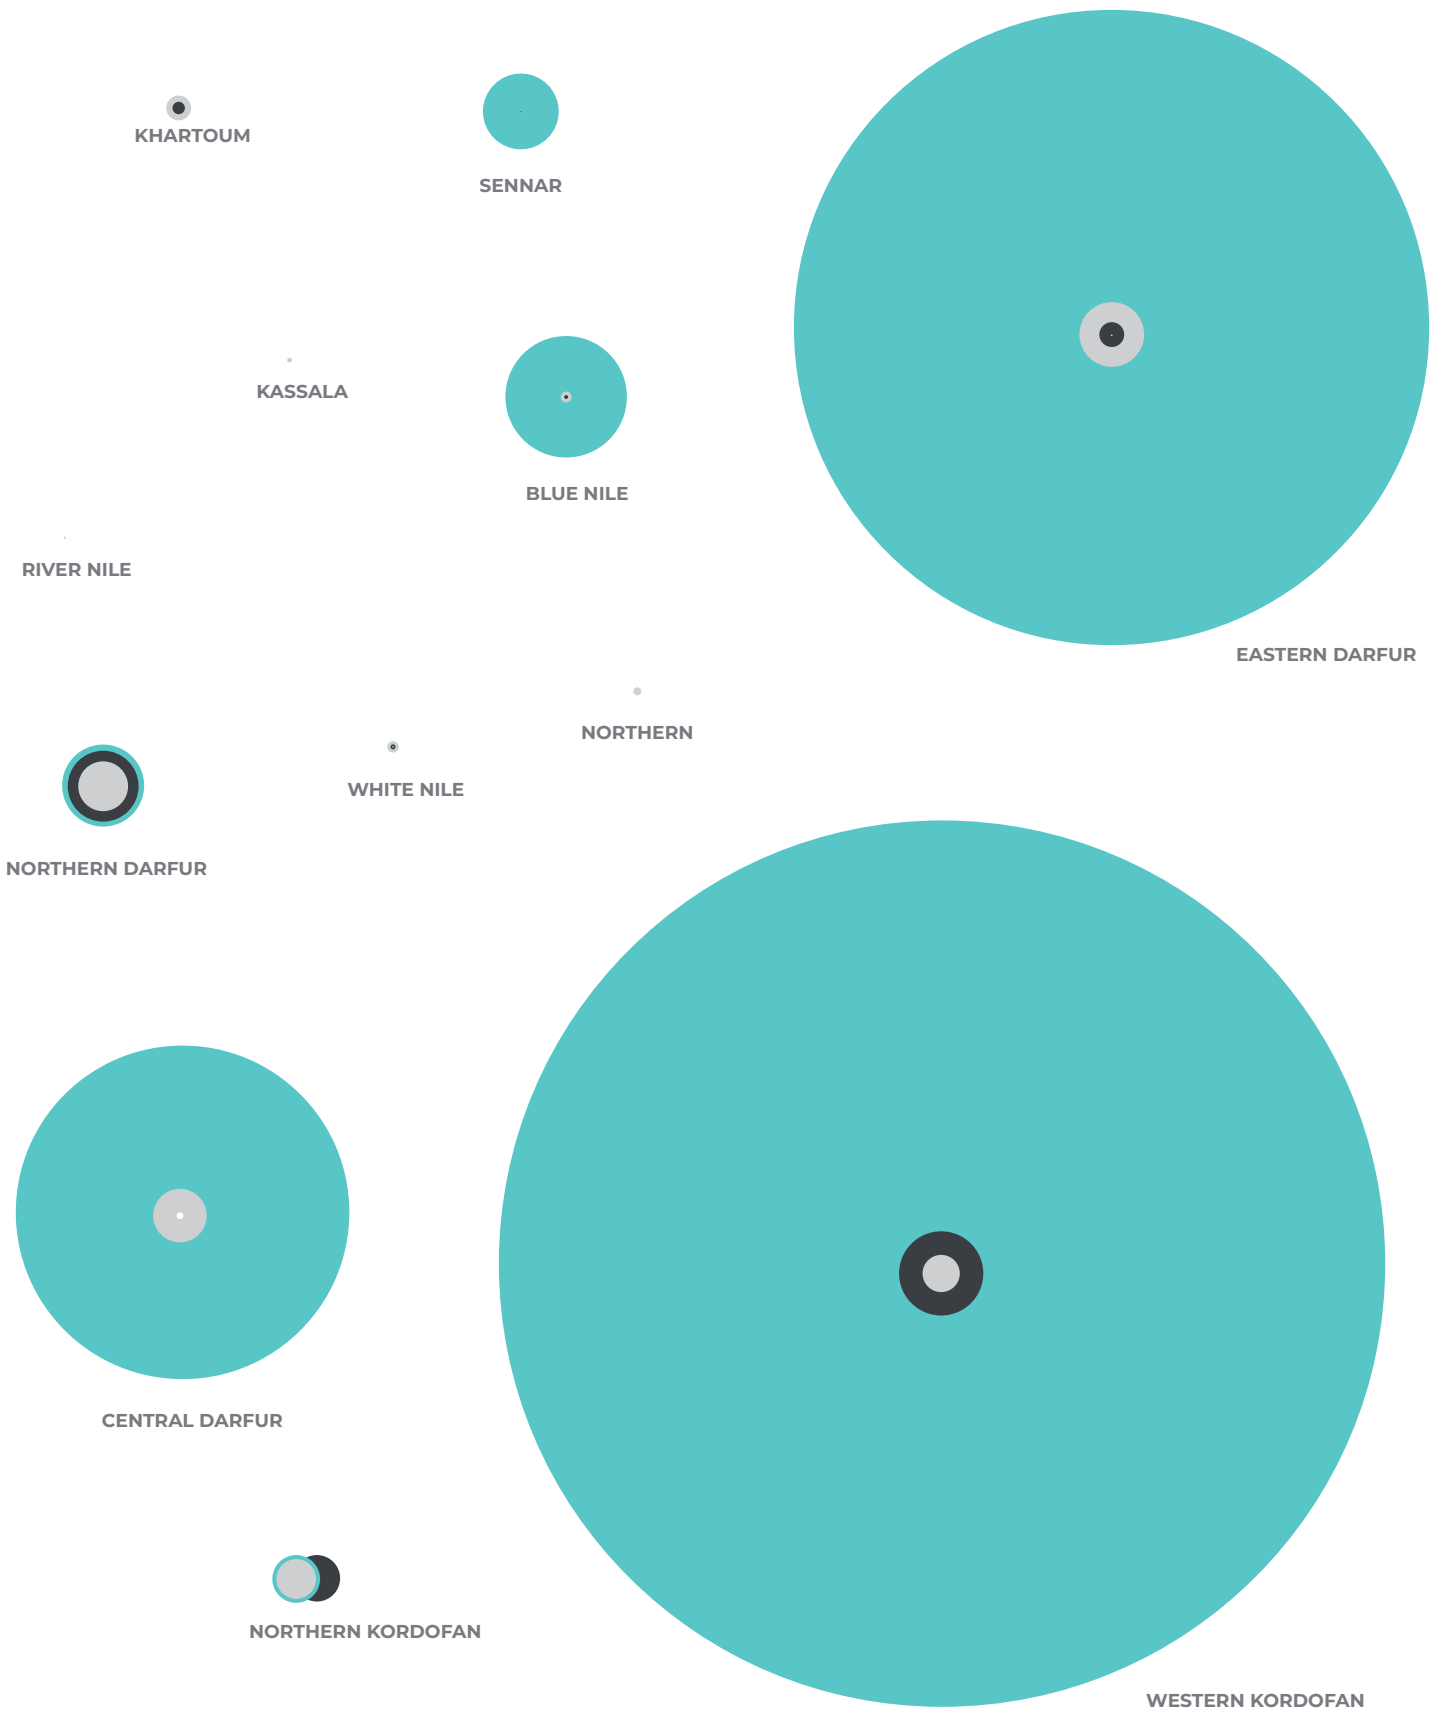 KHARTOUM
SENNAR
KASSALA
BLUE NILE
RIVER NILE
EASTERN DARFUR
NORTHERN
WHITE NILE
NORTHERN DARFUR
CENTRAL DARFUR
NORTHERN KORDOFAN
WESTERN KORDOFAN